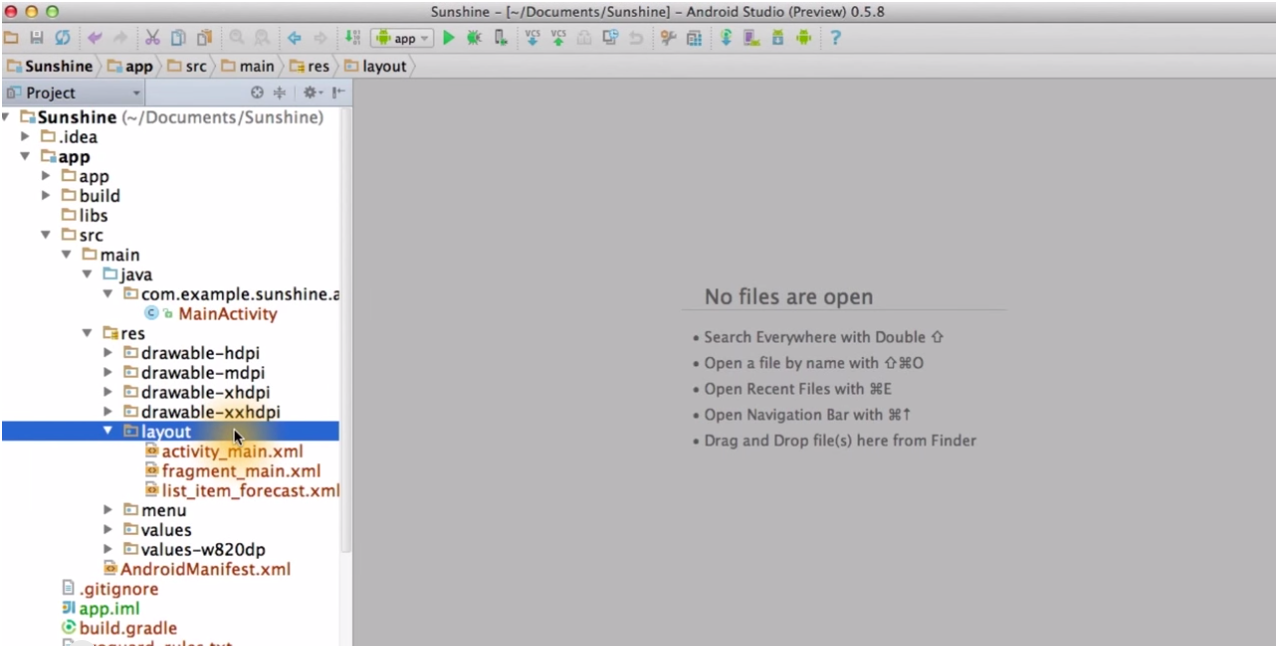 Sunshine – [~/Documents/Sunshine] – Android Studio (Preview) 0.5.8
app
VCS VCS
?
Sunshine app src main res layout
Project
Sunshine (~/Documents/Sunshine)
.idea
app
app
build
libs
src
main
java
com.example.sunshine.a
MainActivity
res
drawable-hdpi
drawable-mdpi
drawable-xhdpi
drawable-xxhdpi
layout
activity_main.xml
fragment_main.xml
list_item_forecast.xml
menu
values
values-w820dp
AndroidManifest.xml
.gitignore
app.iml
build.gradle
No files are open
• Search Everywhere with Double ⇧
• Open a file by name with ⇧⌘O
• Open Recent Files with ⌘E
• Open Navigation Bar with ⌘↑
• Drag and Drop file(s) here from Finder